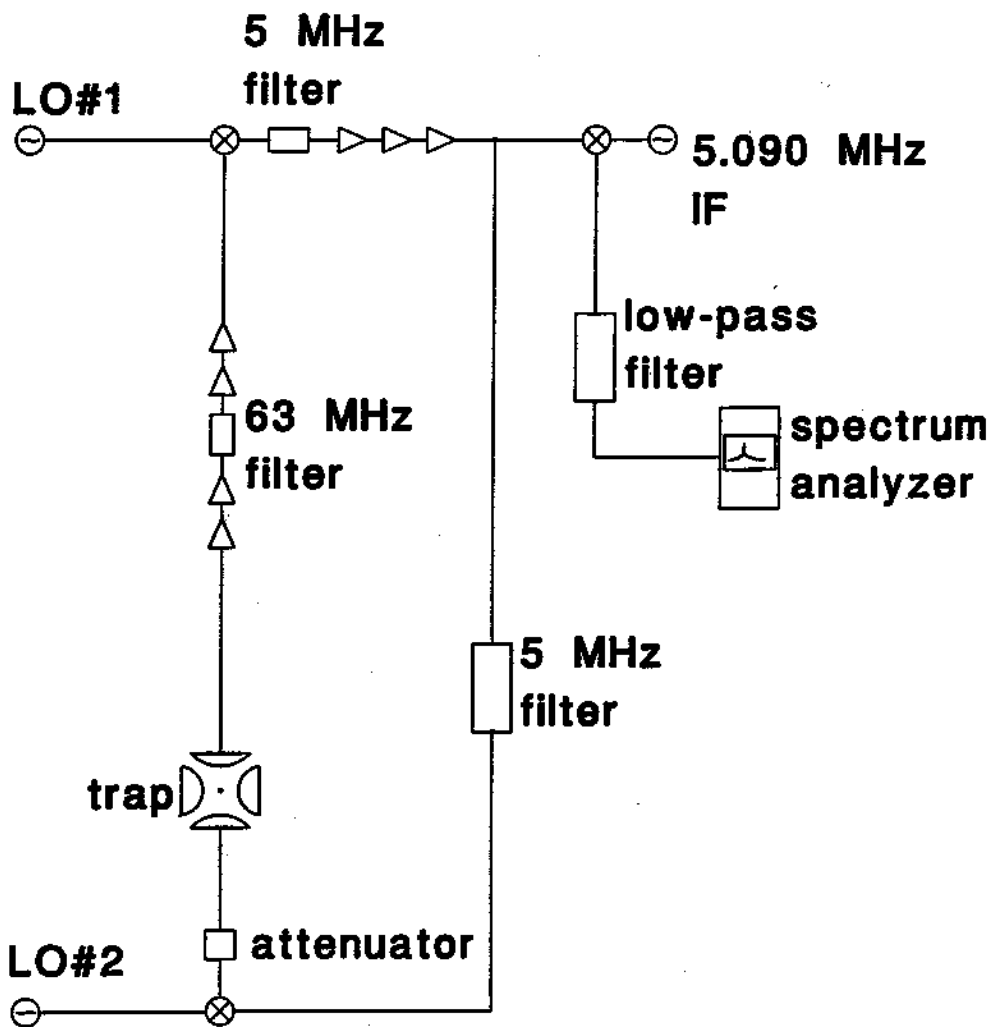 5 MHz
filter
LO#1
5.090 MHz
IF
low-pass
filter
63 MHz
filter
spectrum
analyzer
5 MHz
filter
trap
attenuator
LO#2